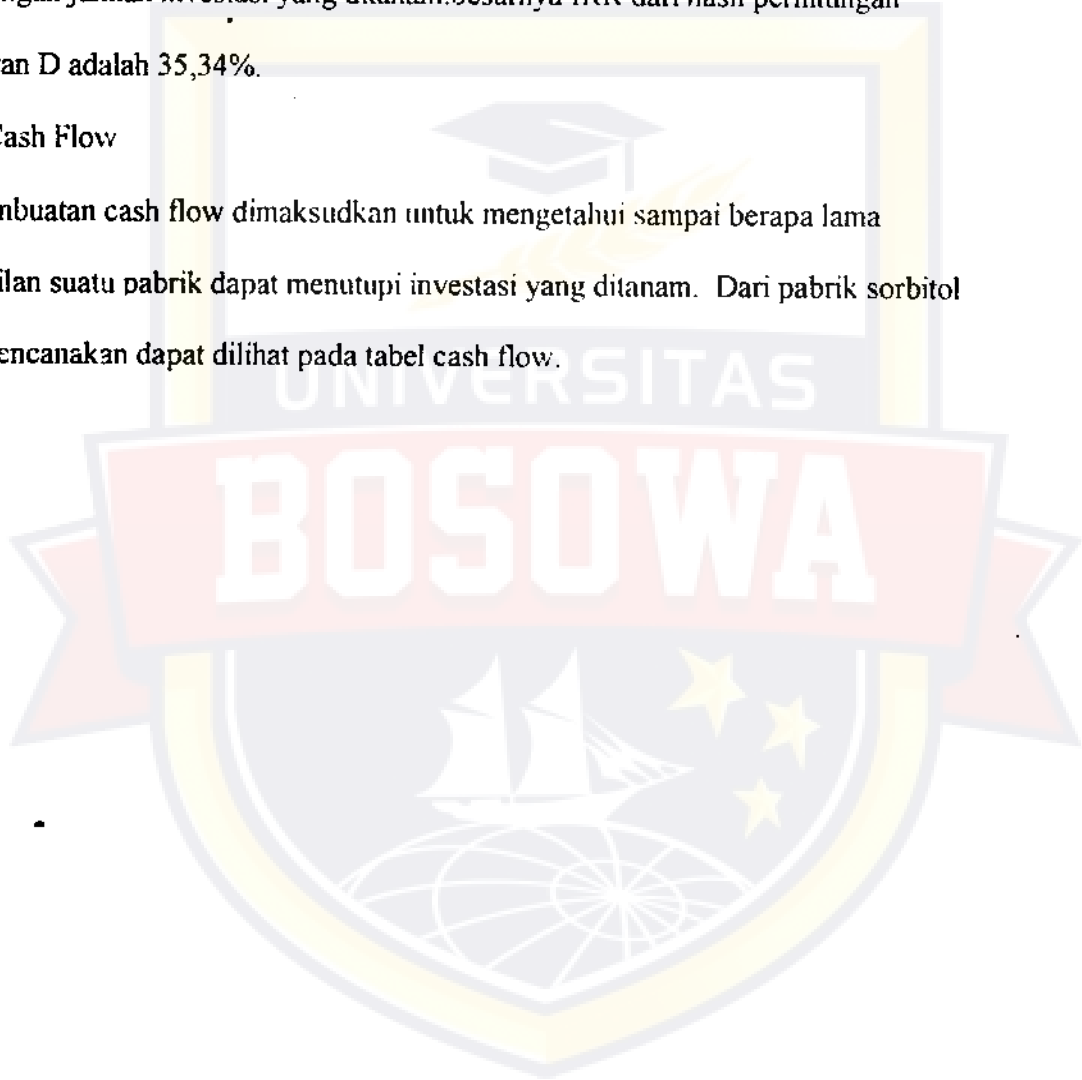 jumlah investasi yang ditanam.besarnya IRR dari hasil perhitungan
an D adalah 35,34%.
Cash Flow
nbuatan cash flow dimaksudkan untuk mengetahui sampai berapa lama
ilan suatu pabrik dapat menutupi investasi yang ditanam. Dari pabrik sorbitol
encanakan dapat dilihat pada tabel cash flow.
UNIVERSITAS
BOSOWA